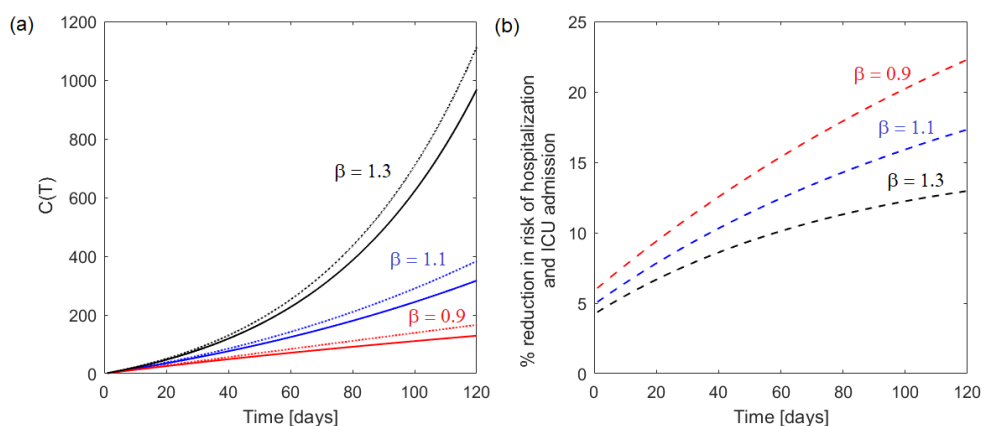 (a)
1200
1000
800
600
400
200
0
C(T)
β = 1.3
β = 1.1
β = 0.9
0 20 40 60 80 100 120
Time [days]
(b)
25
20
15
10
5
0
% reduction in risk of hospitalization
and ICU admission
β = 0.9
β = 1.1
β = 1.3
0 20 40 60 80 100 120
Time [days]